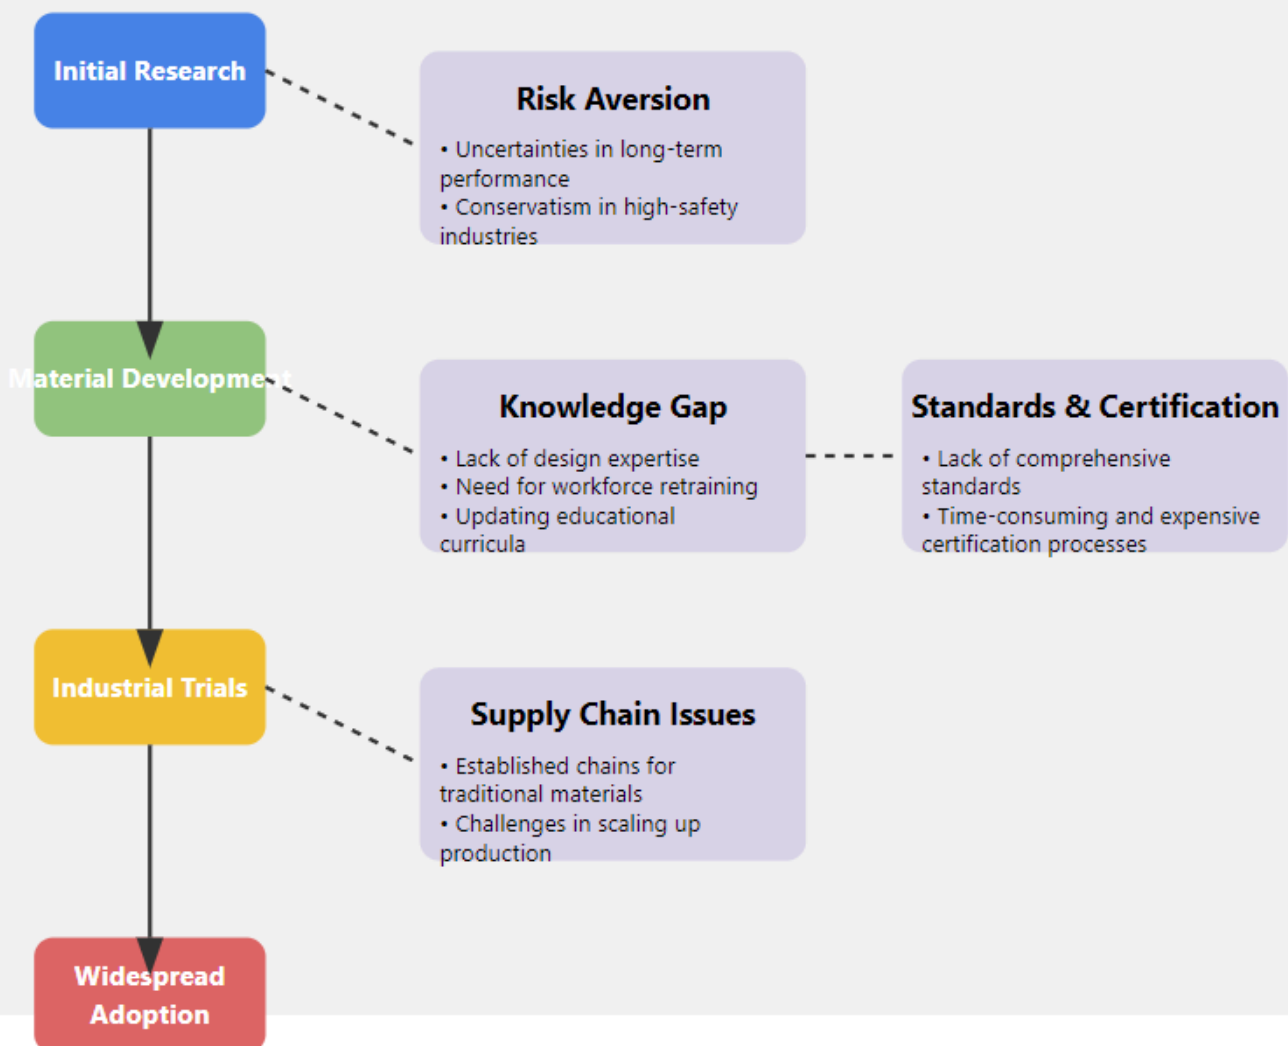 Initial Research
Risk Aversion
• Uncertainties in long-term
performance
• Conservatism in high-safety
industries
Material Development
Knowledge Gap
• Lack of design expertise
• Need for workforce retraining
• Updating educational
curricula
Standards & Certification
• Lack of comprehensive
standards
• Time-consuming and expensive
certification processes
Industrial Trials
Supply Chain Issues
• Established chains for
traditional materials
• Challenges in scaling up
production
Widespread
Adoption